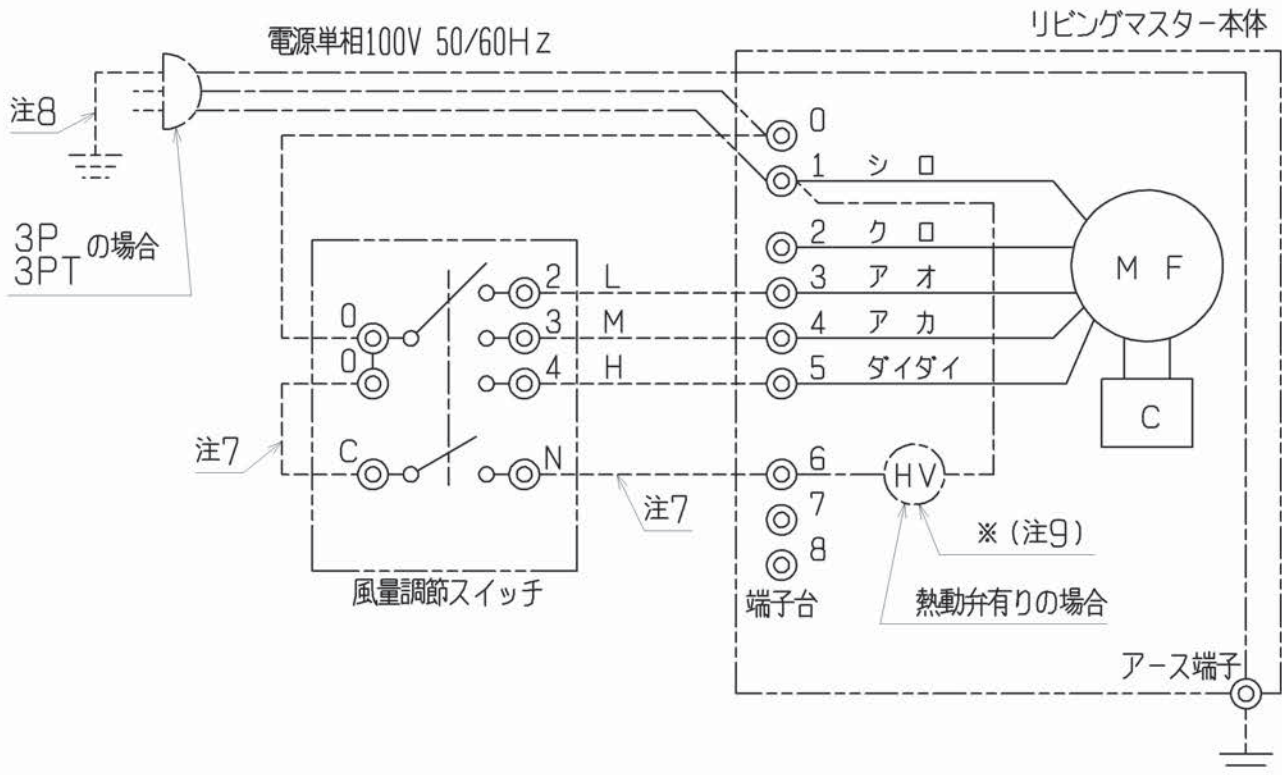 リビングマスター本体
電源単相100V 50/60Hz
注8
0
1 シロ
3P
3PT
の場合
2 クロ
MF
2 L
3 アオ
0
3 M
4 アカ
0
4 H
5 ダイダイ
C
注7
C
N
6
HV
注7
7
※(注9)
8
風量調節スイッチ
端子台
熱動弁有りの場合
アース端子